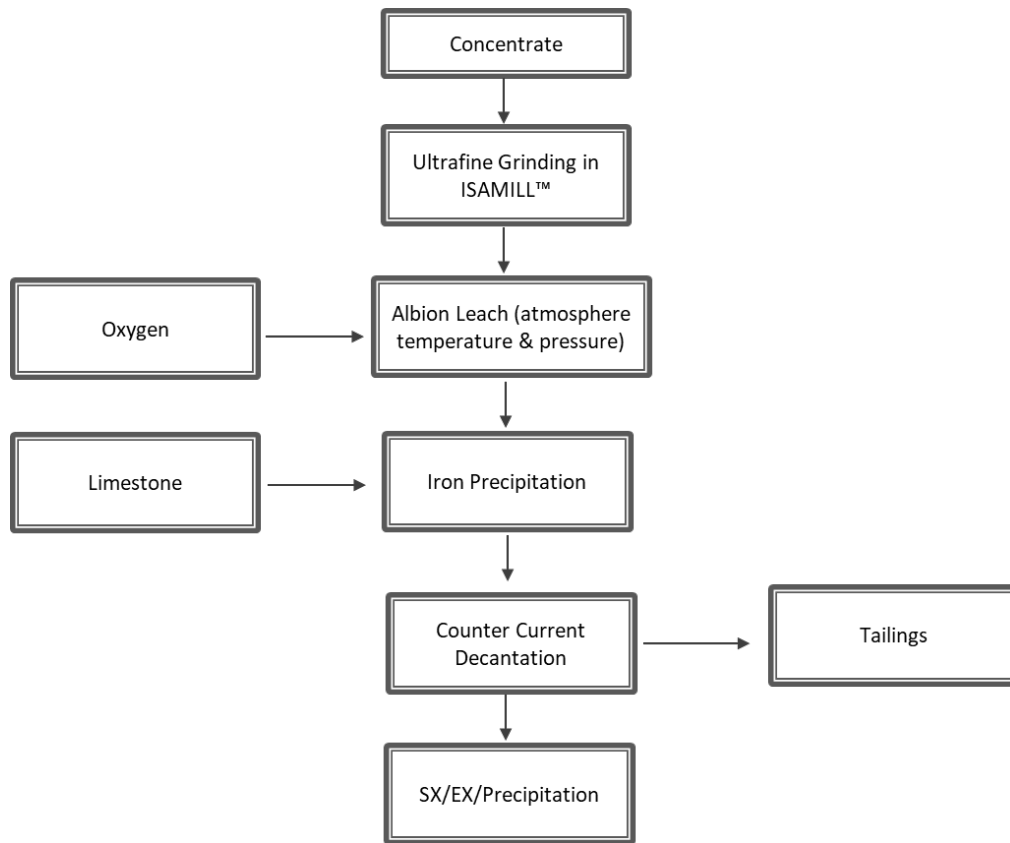 Concentrate
Ultrafine Grinding in
ISAMILL™
Oxygen
Albion Leach (atmosphere
temperature & pressure)
Limestone
Iron Precipitation
Counter Current
Decantation
Tailings
SX/EX/Precipitation